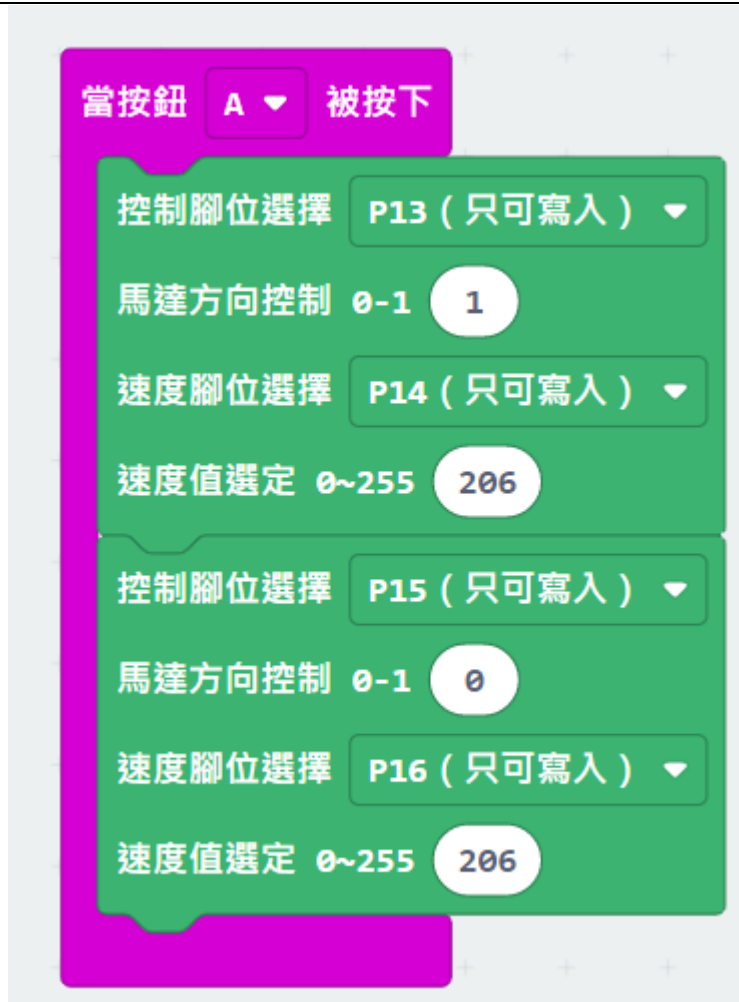 當按鈕 A 被按下
控制腳位選擇 P13(只可寫入)
馬達方向控制 0-1 1
速度腳位選擇 P14(只可寫入)
速度值選定 0~255 206
控制腳位選擇 P15(只可寫入)
馬達方向控制 0-1 0
速度腳位選擇 P16(只可寫入)
速度值選定 0~255 206